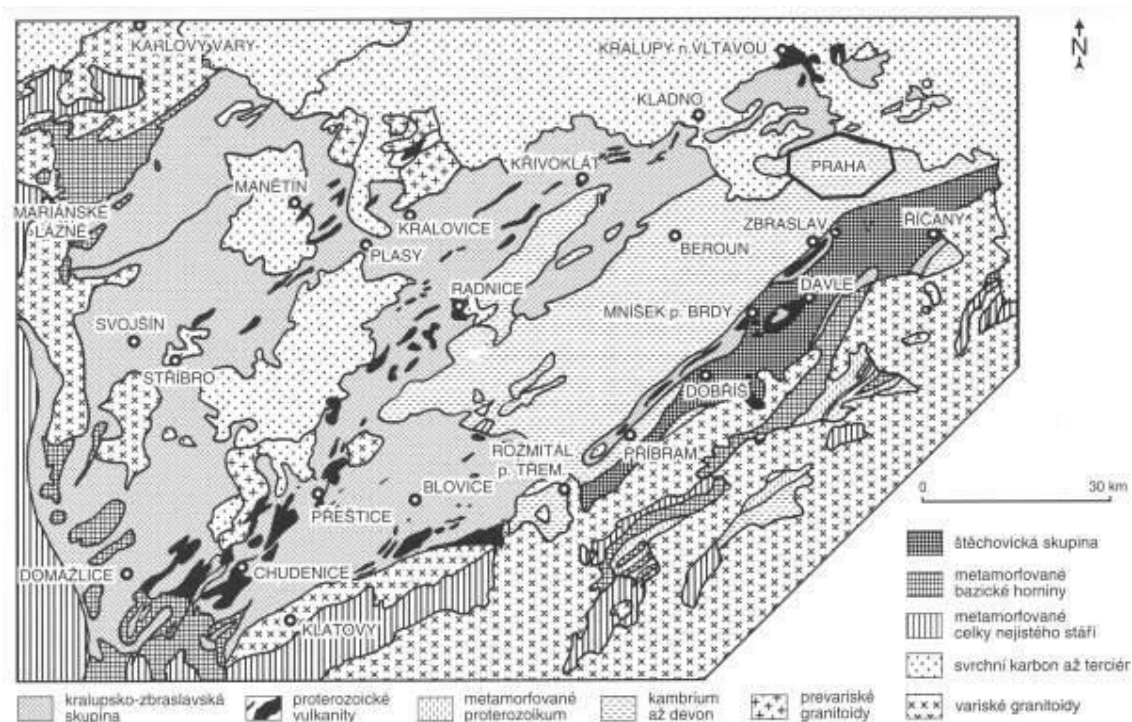 KARLOVY VARY
KRALUPY n.VLTAVOU
N
KLADNO
KŘIVOKLÁT
PRAHA
MANĚTÍN
MARIÁNSKÉ
LÁZNĚ
KRALOVICE
ZBRASLAV
ŘÍČANY
PLASY
BEROUN
RADNICE
DAVLE
MNÍŠEK p. BRDY
SVOJŠÍN
STŘÍBRO
DOBŘÍŠ
ROŽMITÁL
p. TŘEM.
PŘÍBRAM
BLOVICE
PŘEŠTICE
0 30 km
DOMAŽLICE
CHUDENICE
KLATOVY
štěchovická skupina
metamorfované
bazické horniny
metamorfované
celky nejistého stáří
svrchní karbon až terciér
variské granitoidy
kralupsko-zbraslavská
skupina
proterozoické
vulkanity
metamorfované
proterozoikum
kambrium
až devon
prevariské
granitoidy